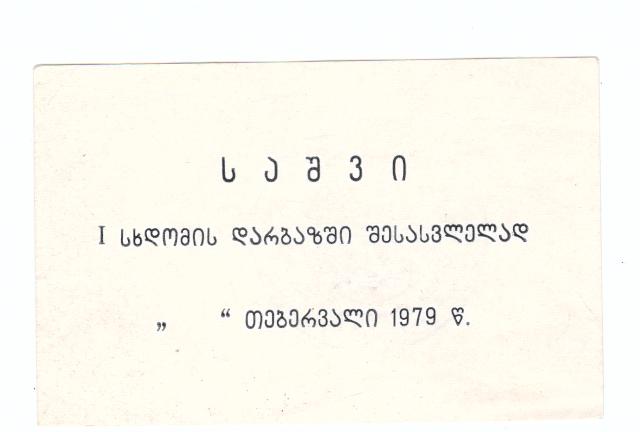 ს ა შ ვ ი
I სხდომის დარბაზში შესასვლელად
„ “ თებერვალი 1979 წ.